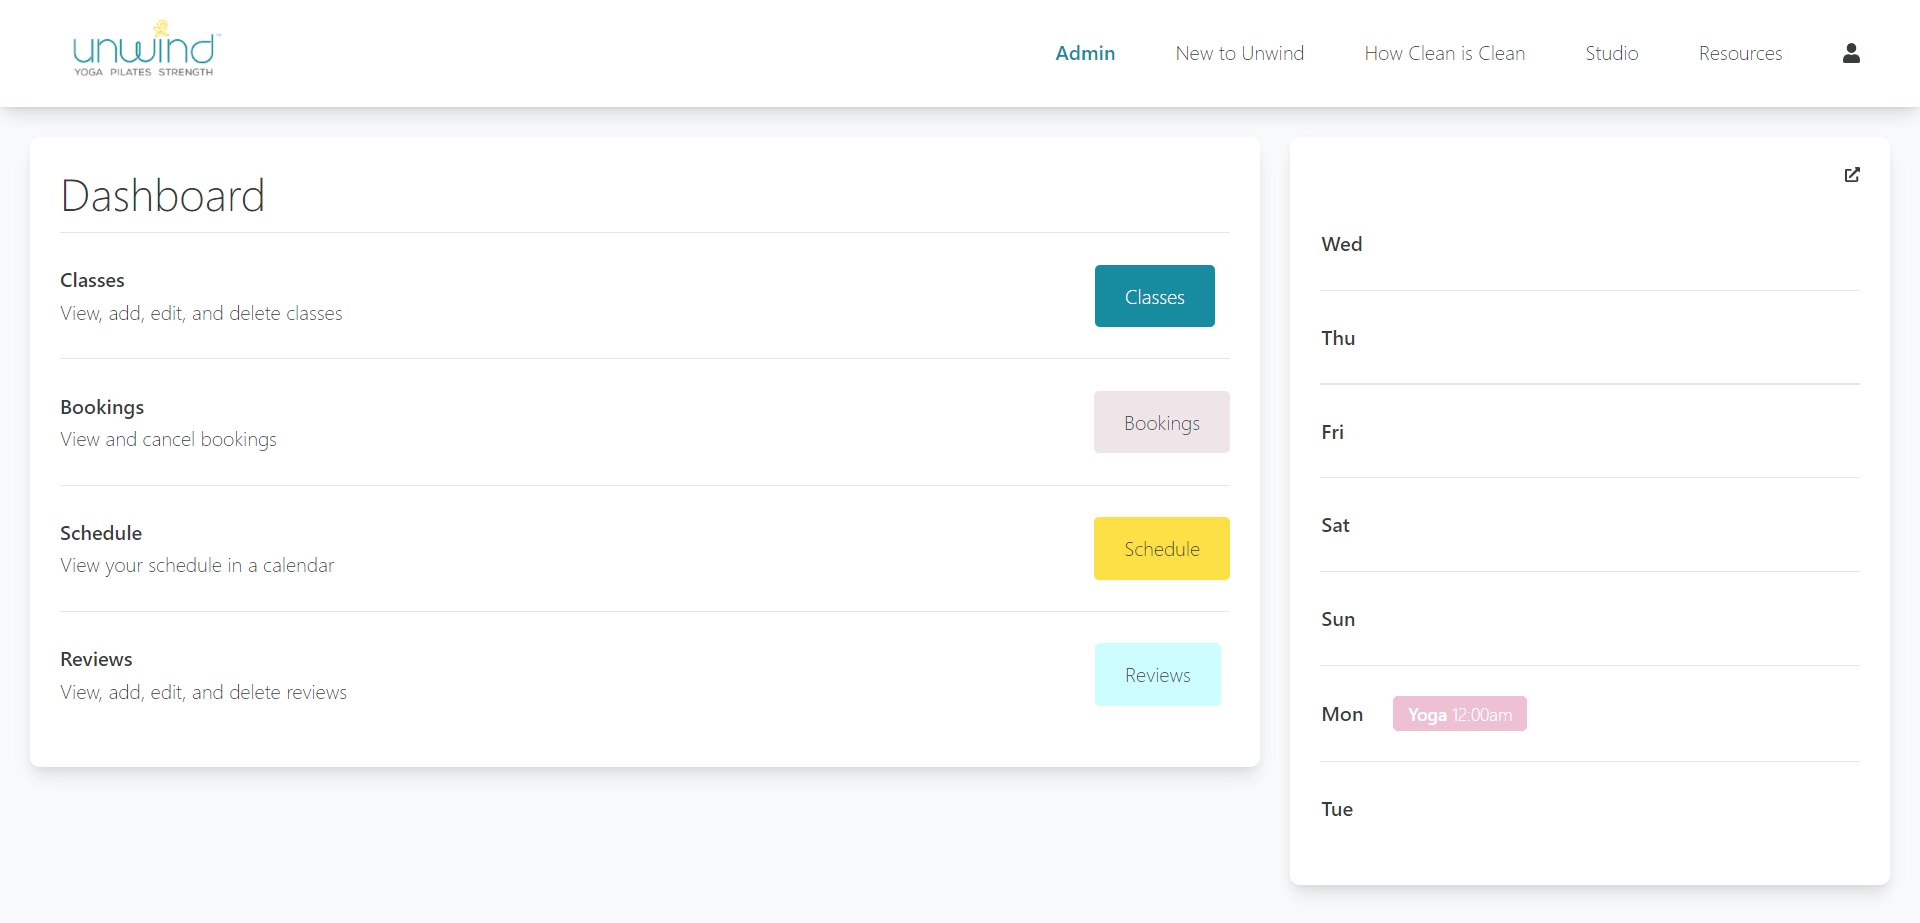 unwind™
YOGA PILATES STRENGTH
Admin
New to Unwind
How Clean is Clean
Studio
Resources
Dashboard
Classes
View, add, edit, and delete classes
Classes
Bookings
View and cancel bookings
Bookings
Schedule
View your schedule in a calendar
Schedule
Reviews
View, add, edit, and delete reviews
Reviews
Wed
Thu
Fri
Sat
Sun
Mon
Yoga 12:00am
Tue